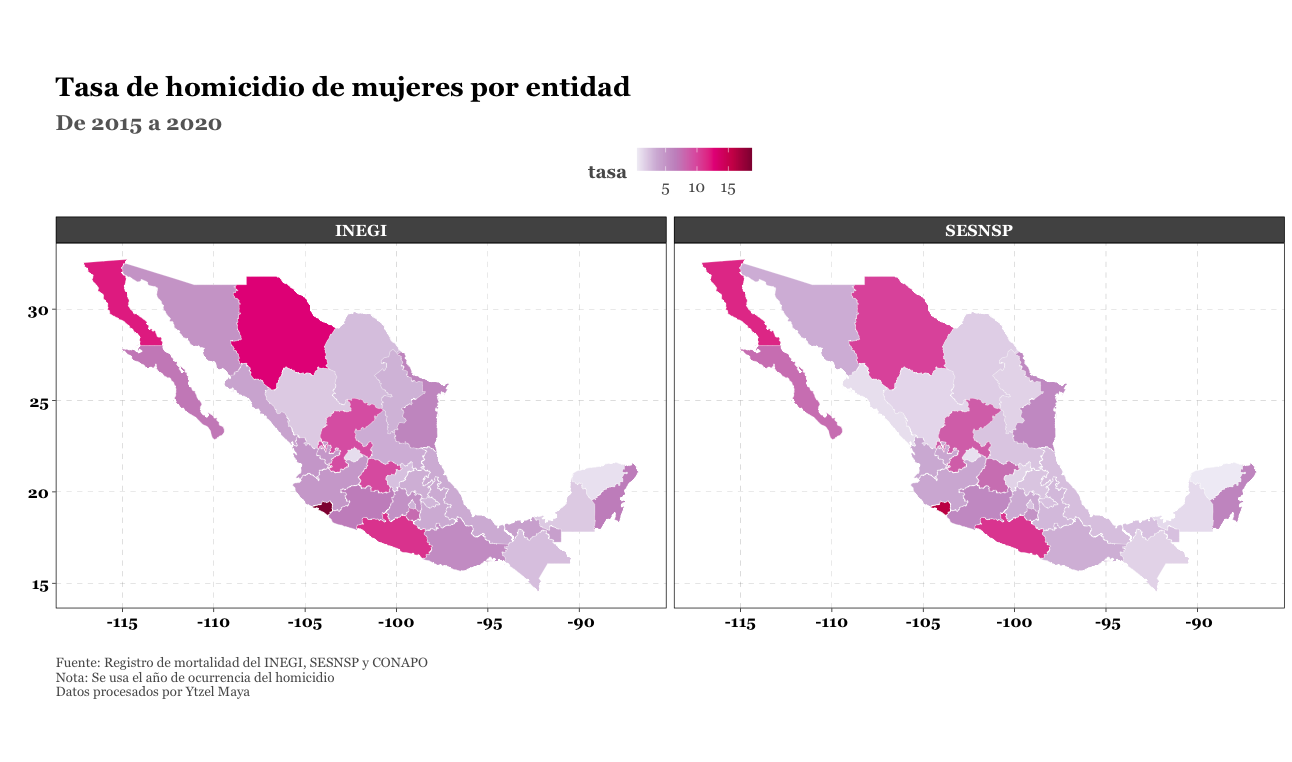 Tasa de homicidio de mujeres por entidad
De 2015 a 2020
tasa
5 10 15
INEGI SESNSP
30
25
20
15
-115 -110 -105 -100 -95 -90 -115 -110 -105 -100 -95 -90
Fuente: Registro de mortalidad del INEGI, SESNSP y CONAPO
Nota: Se usa el año de ocurrencia del homicidio
Datos procesados por Ytzel Maya